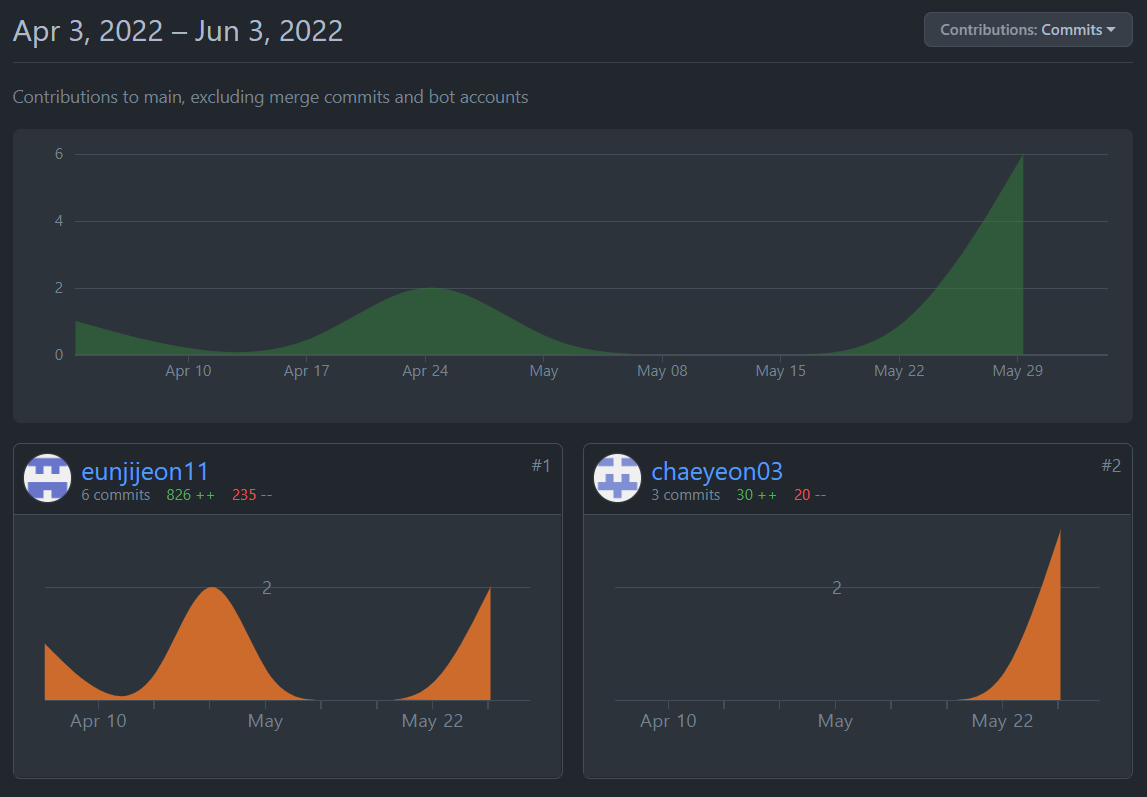 Apr 3, 2022 – Jun 3, 2022
Contributions: Commits
Contributions to main, excluding merge commits and bot accounts
6
4
2
0
Apr 10 Apr 17 Apr 24 May May 08 May 15 May 22 May 29
eunjijeon11 #1
6 commits 826 ++ 235 --
2
Apr 10 May May 22
chaeyeon03 #2
3 commits 30 ++ 20 --
2
Apr 10 May May 22